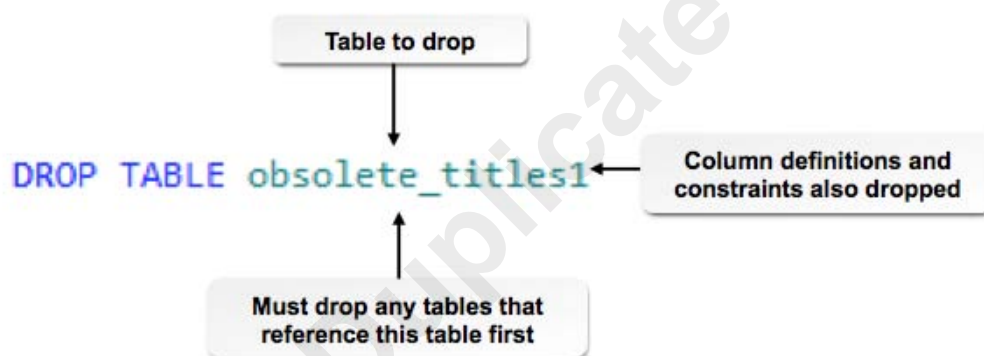 Table to drop
DROP TABLE obsolete_titles1
Column definitions and
constraints also dropped
Must drop any tables that
reference this table first
Duplicate